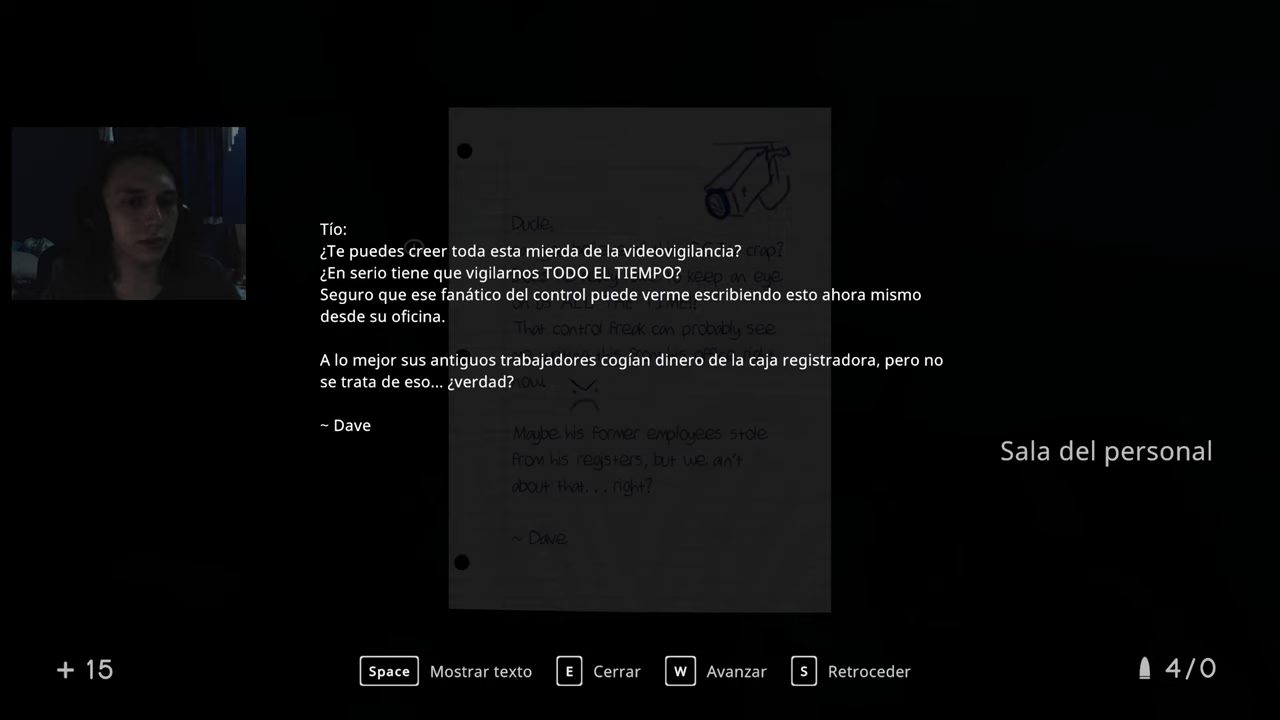 Tío:
¿Te puedes creer toda esta mierda de la videovigilancia?
¿En serio tiene que vigilarnos TODO EL TIEMPO?
Seguro que ese fanático del control puede verme escribiendo esto ahora mismo
desde su oficina.
A lo mejor sus antiguos trabajadores cogían dinero de la caja registradora, pero no
se trata de eso... ¿verdad?
~ Dave
Dude,
crap?
keep an eye
That control freak can probably see
now.
Maybe his former employees stole
from his registers, but we ain't
about that... right?
~ Dave
Sala del personal
+ 15
Space Mostrar texto E Cerrar W Avanzar S Retroceder
4/0